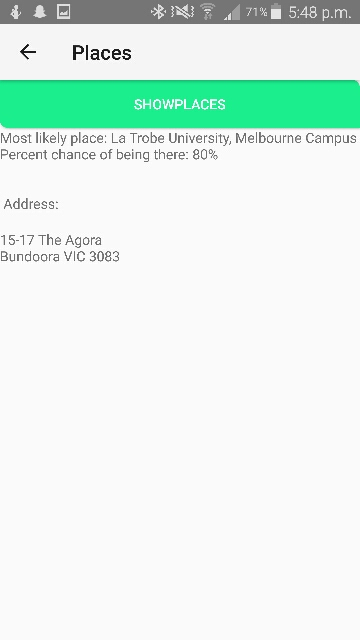 71% 5:48 p.m.
Places
SHOWPLACES
Most likely place: La Trobe University, Melbourne Campus
Percent chance of being there: 80%
Address:
15-17 The Agora
Bundoora VIC 3083